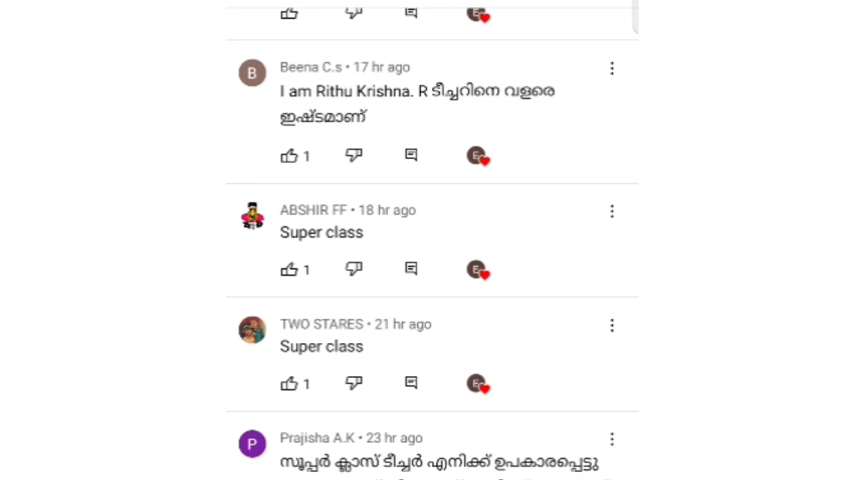 Beena C.s • 17 hr ago
I am Rithu Krishna. R ടീച്ചറിനെ വളരെ
ഇഷ്ടമാണ്
1
E
ABSHIR FF • 18 hr ago
Super class
1
E
TWO STARES • 21 hr ago
Super class
1
E
Prajisha A.K • 23 hr ago
സൂപ്പർ ക്ലാസ് ടീച്ചർ എനിക്ക് ഉപകാരപ്പെട്ടു